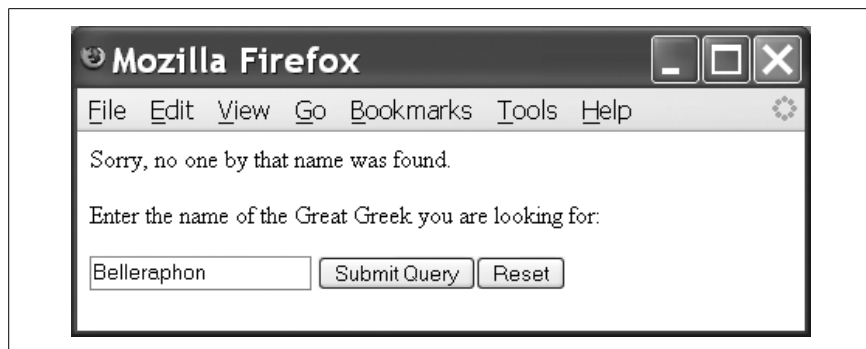 Mozilla Firefox
File Edit View Go Bookmarks Tools Help
Sorry, no one by that name was found.
Enter the name of the Great Greek you are looking for:
Belleraphon Submit Query Reset